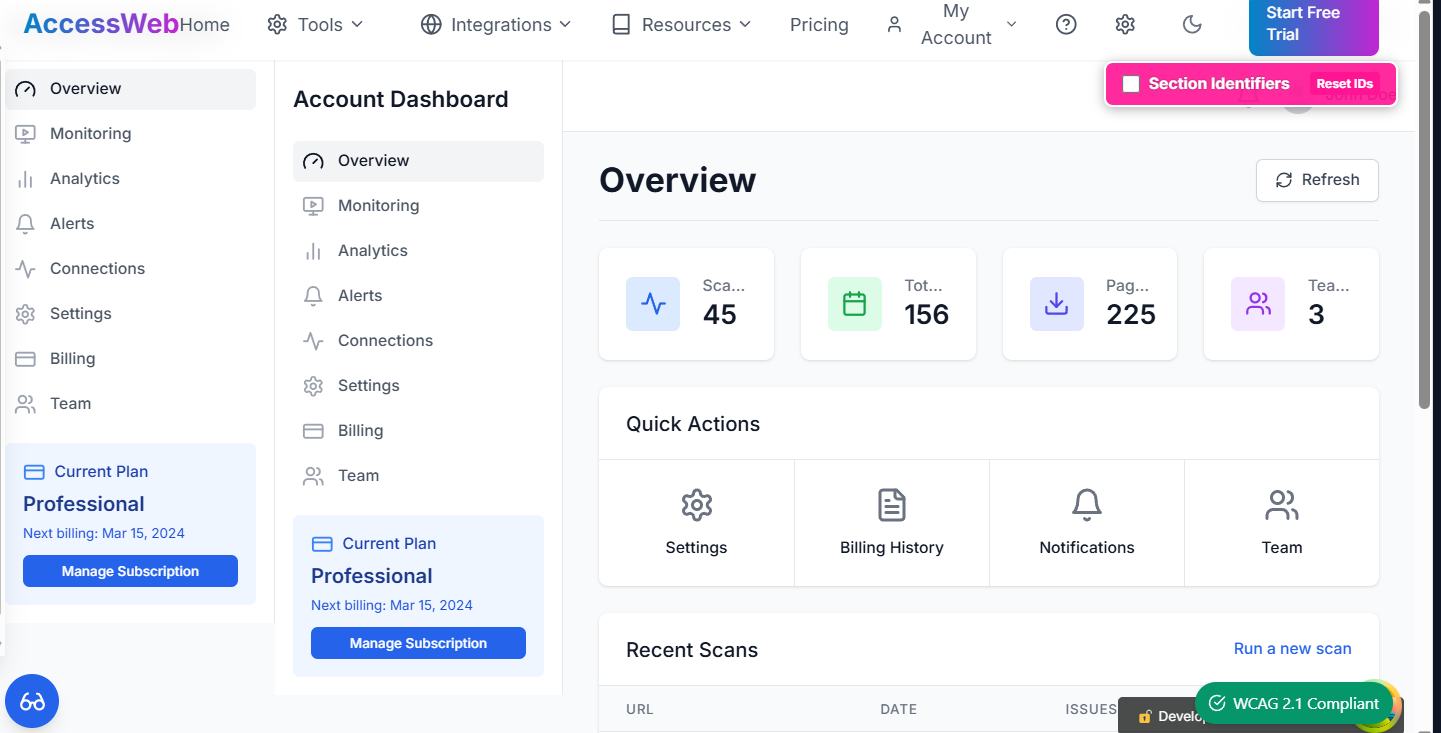 AccessWeb
Home
Tools
Integrations
Resources
Pricing
My
Account
Start Free
Trial
Section Identifiers
Reset IDs
Overview
Monitoring
Analytics
Alerts
Connections
Settings
Billing
Team
Current Plan
Professional
Next billing: Mar 15, 2024
Manage Subscription
Account Dashboard
Overview
Monitoring
Analytics
Alerts
Connections
Settings
Billing
Team
Current Plan
Professional
Next billing: Mar 15, 2024
Manage Subscription
John Doe
Overview
Refresh
Sca...
45
Tot...
156
Pag...
225
Tea...
3
Quick Actions
Settings
Billing History
Notifications
Team
Recent Scans
Run a new scan
URL
DATE
ISSUES
Develop
WCAG 2.1 Compliant